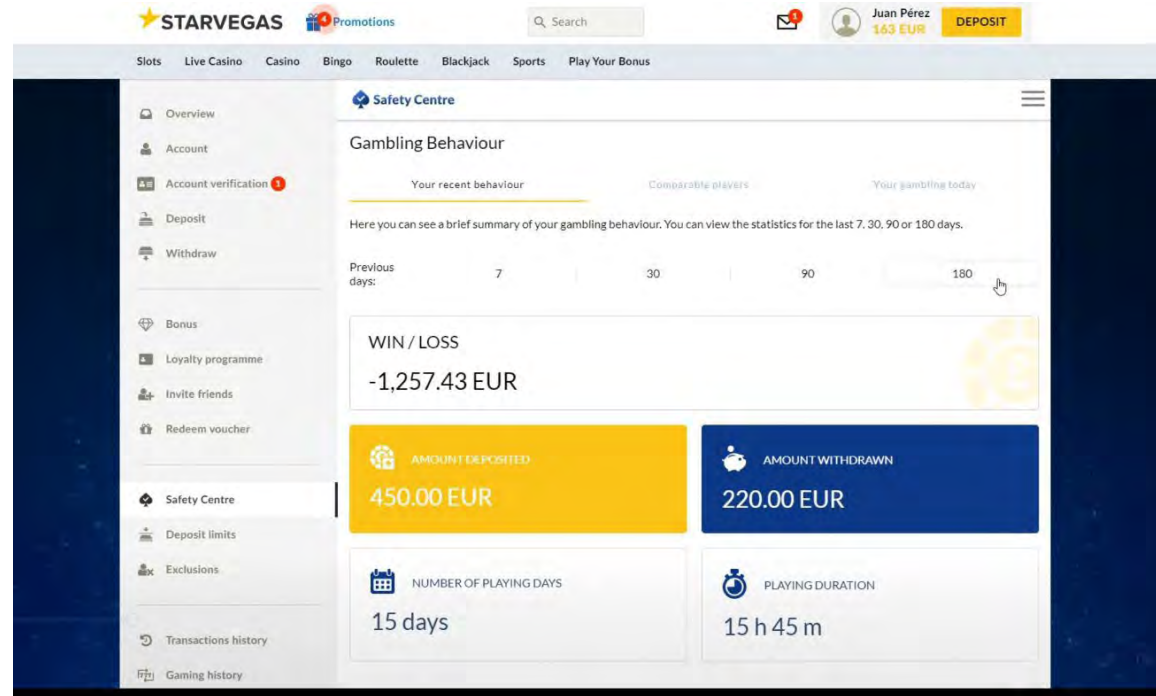 STARVEGAS
4
Promotions
Search
1
Juan Pérez
163 EUR
DEPOSIT
Slots Live Casino Casino Bingo Roulette Blackjack Sports Play Your Bonus
Overview
Account
Account verification 1
Deposit
Withdraw
Bonus
Loyalty programme
Invite friends
Redeem voucher
Safety Centre
Deposit limits
Exclusions
Transactions history
Gaming history
Safety Centre
Gambling Behaviour
Your recent behaviour Comparable players Your gambling today
Here you can see a brief summary of your gambling behaviour. You can view the statistics for the last 7, 30, 90 or 180 days.
Previous
days:
7 30 90 180
WIN / LOSS
-1,257.43 EUR
AMOUNT DEPOSITED
450.00 EUR
AMOUNT WITHDRAWN
220.00 EUR
NUMBER OF PLAYING DAYS
15 days
PLAYING DURATION
15 h 45 m